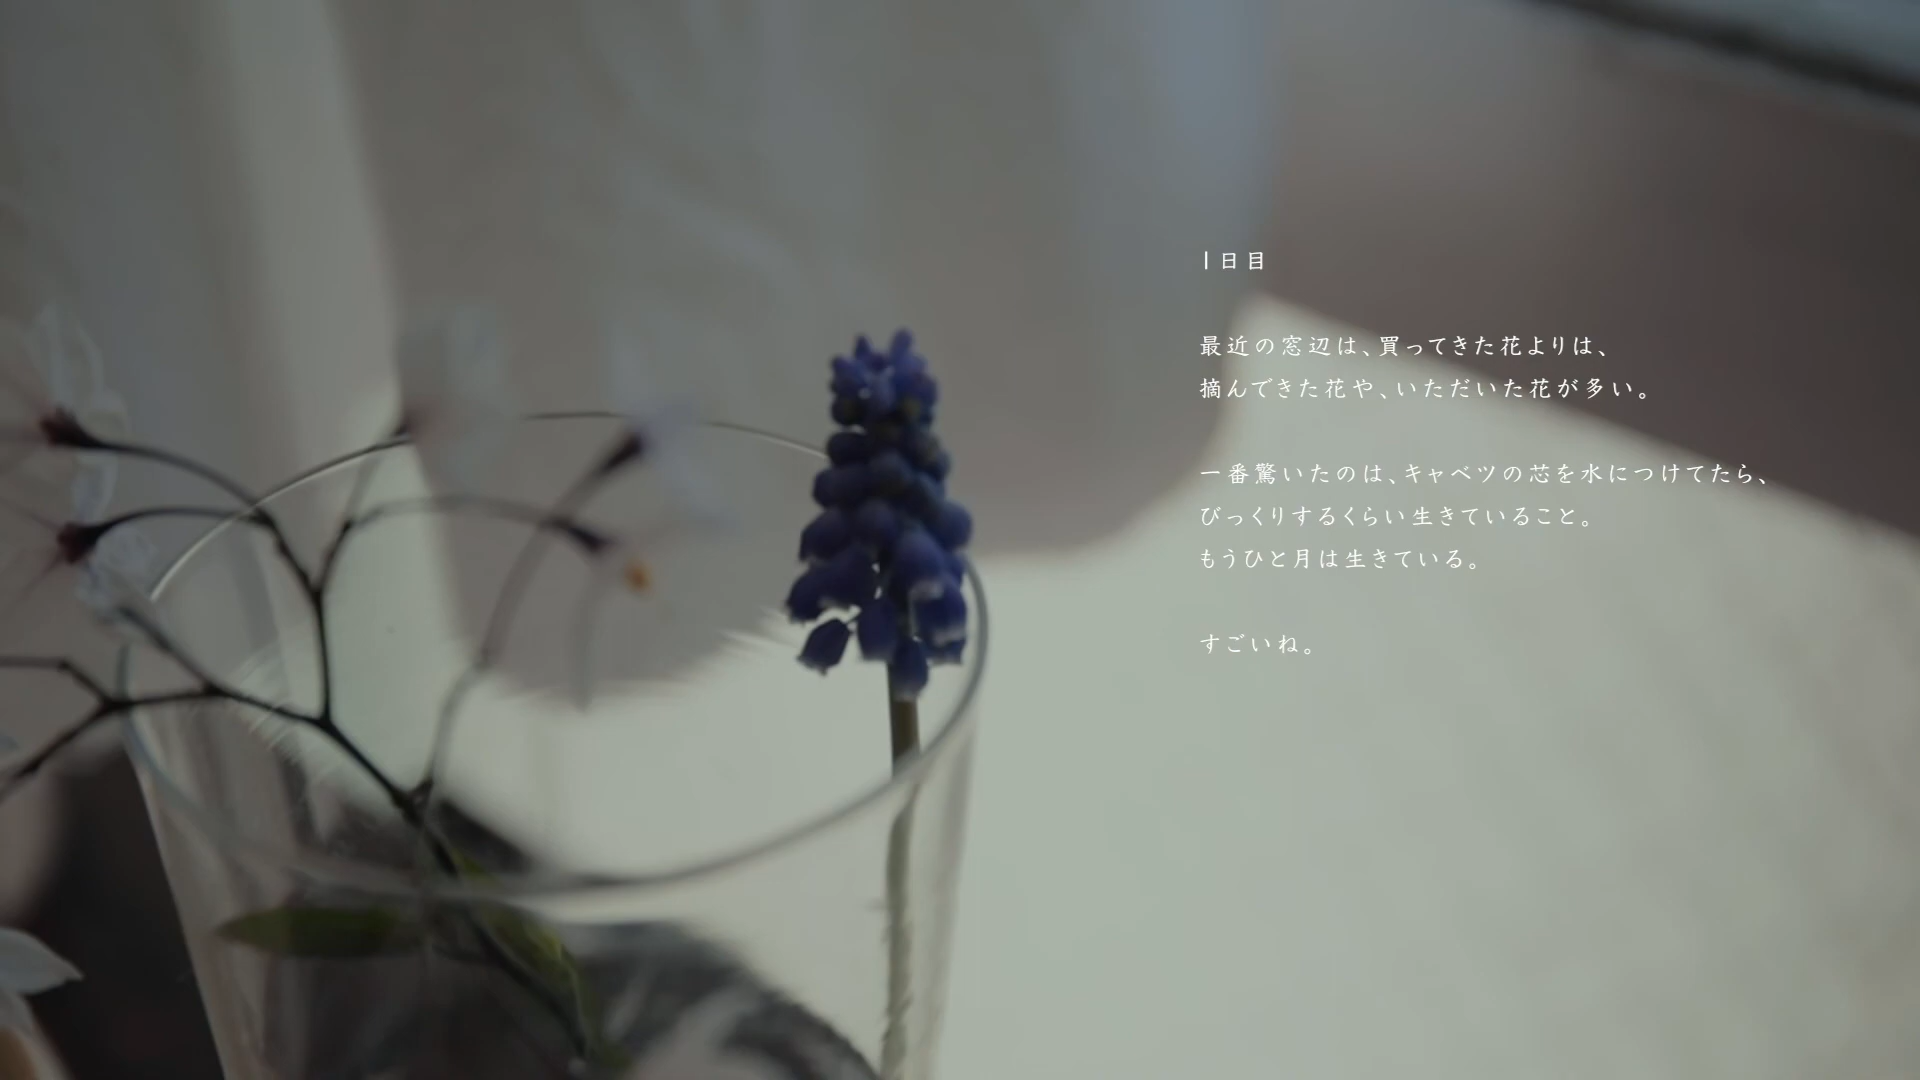 1日目
最近の窓辺は、買ってきた花よりは、
摘んできた花や、いただいた花が多い。
一番驚いたのは、キャベツの芯を水につけてたら、
びっくりするくらい生きていること。
もうひと月は生きている。
すごいね。